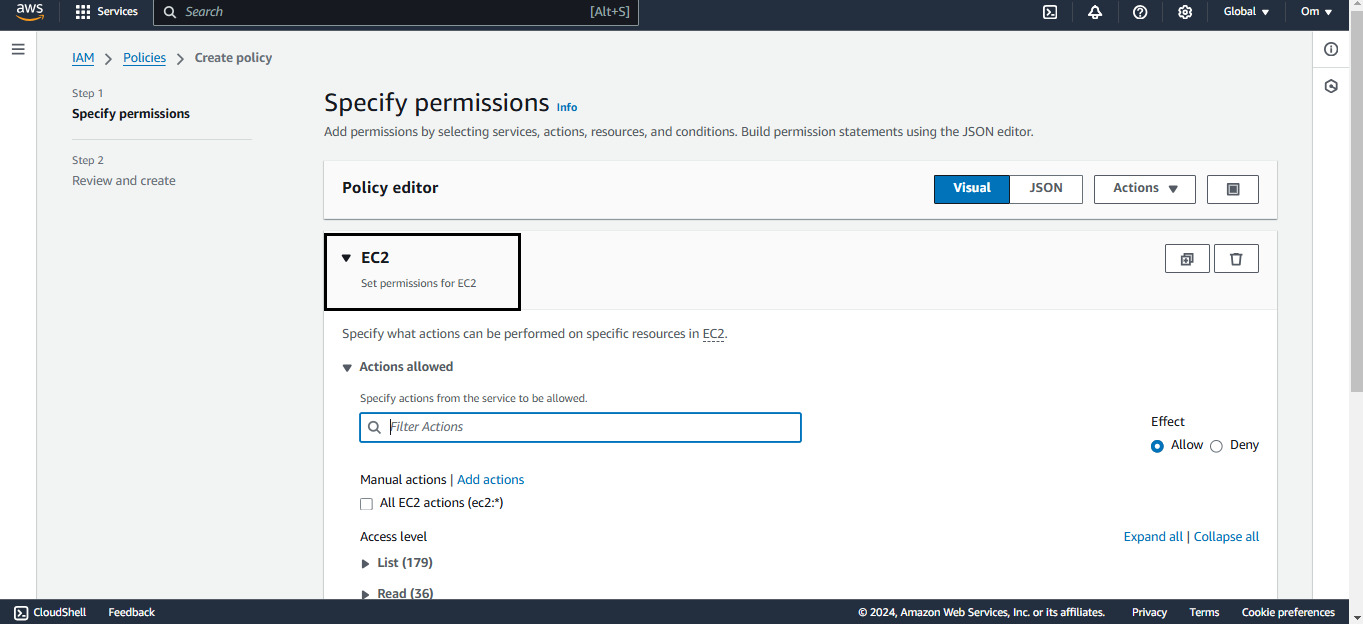 aws Services Search [Alt+S] Global Om
IAM Policies Create policy
Step 1
Specify permissions
Step 2
Review and create
Specify permissions Info
Add permissions by selecting services, actions, resources, and conditions. Build permission statements using the JSON editor.
Policy editor Visual JSON Actions
EC2
Set permissions for EC2
Specify what actions can be performed on specific resources in EC2.
Actions allowed
Specify actions from the service to be allowed.
Filter Actions
Effect
Allow Deny
Manual actions | Add actions
All EC2 actions (ec2:*)
Access level Expand all | Collapse all
List (179)
Read (36)
CloudShell Feedback © 2024, Amazon Web Services, Inc. or its affiliates. Privacy Terms Cookie preferences